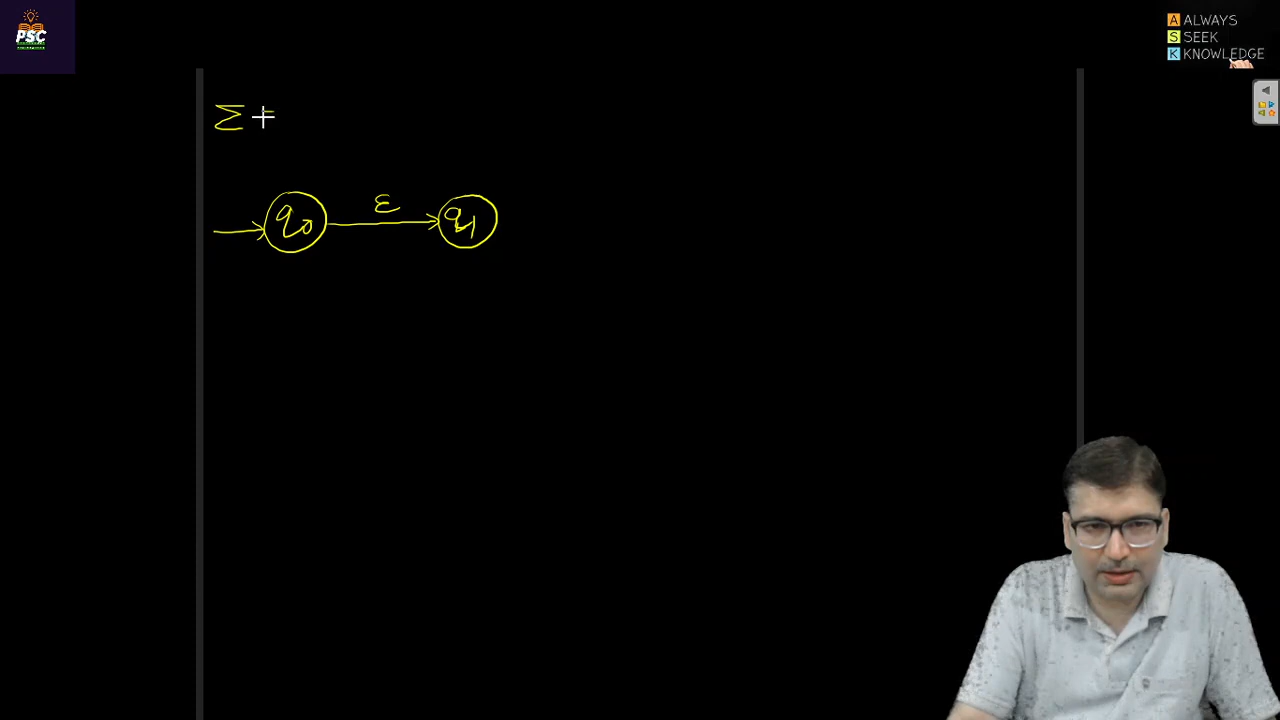 PSC
A ALWAYS
S SEEK
K KNOWLEDGE
Σ
q0 ε q1